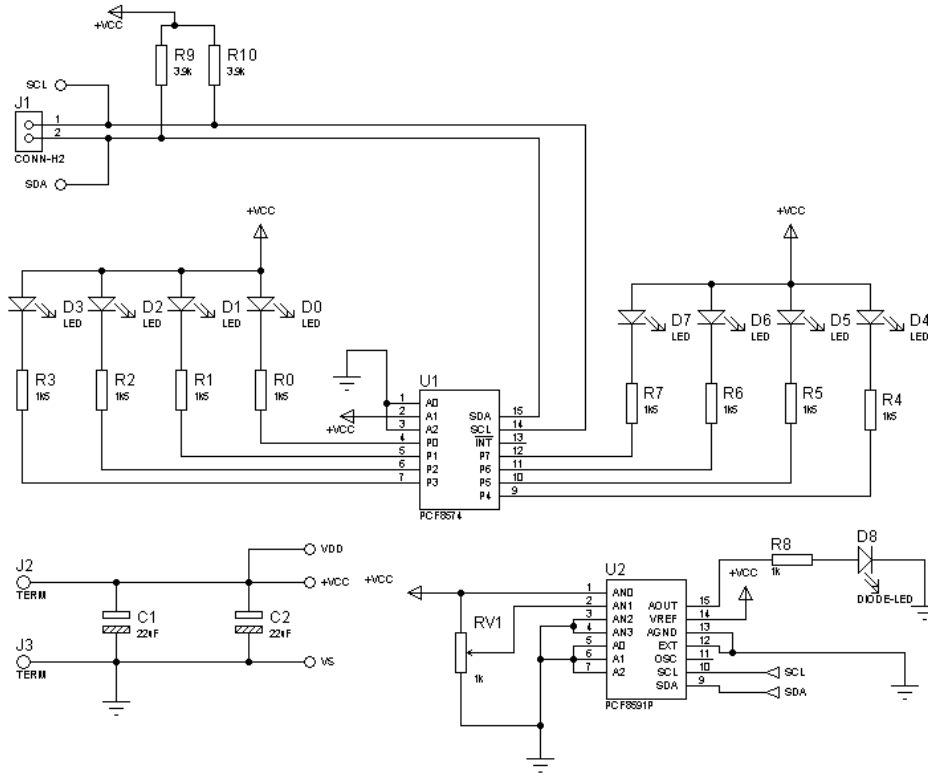 +VCC
R9
3.9k
R10
3.9k
SCL
J1
1
2
CONN-H2
SDA
+VCC
+VCC
D3
LED
D2
LED
D1
LED
D0
LED
D7
LED
D6
LED
D5
LED
D4
LED
R3
1k5
R2
1k5
R1
1k5
R0
1k5
R7
1k5
R6
1k5
R5
1k5
R4
1k5
U1
+VCC
1 A0
2 A1 SDA 15
3 A2 SCL 14
4 P0 INT 13
5 P1 P7 12
6 P2 P6 11
7 P3 P5 10
P4 9
PCF8574
J2
TERM
VDD
+VCC
C1
22uF
C2
22uF
J3
TERM
VS
+VCC
RV1
1k
U2
1 AN0
2 AN1 AOUT 15
3 AN2 VREF 14
4 AN3 AGND 13
5 A0 EXT 12
6 A1 OSC 11
7 A2 SCL 10
SDA 9
PCF8591P
+VCC
R8
1k
D8
DIODE-LED
SCL
SDA